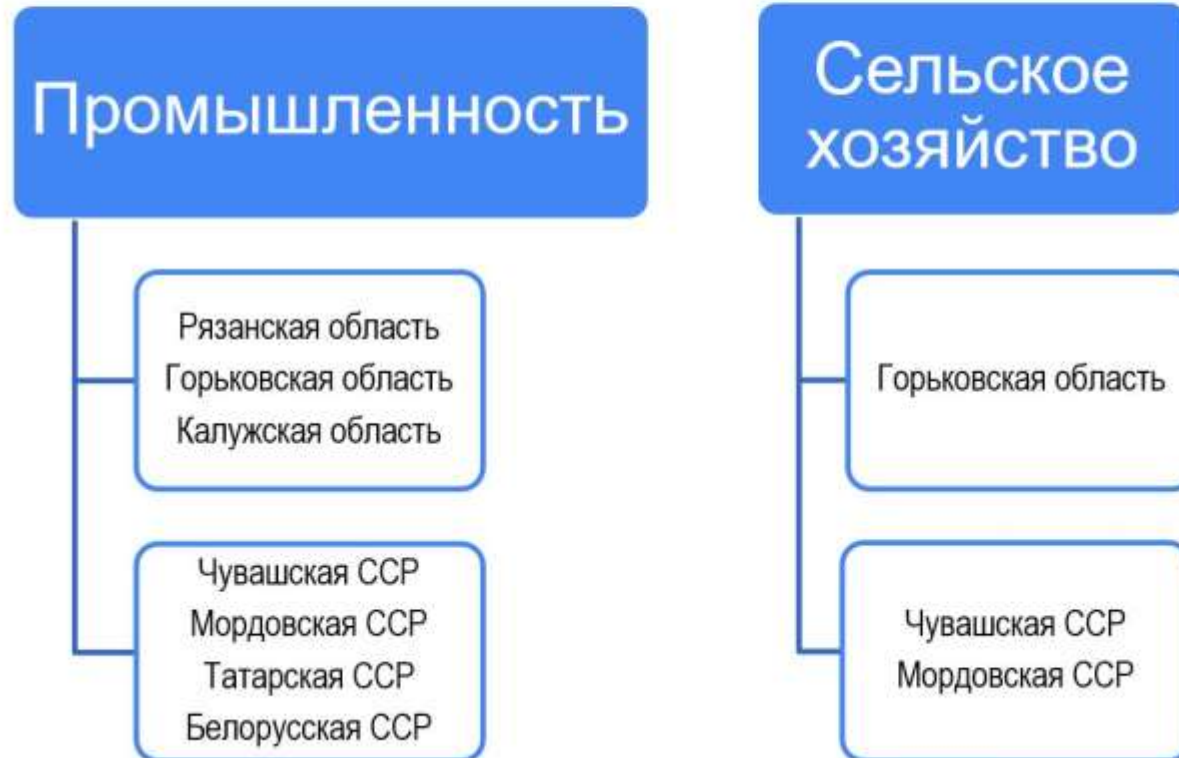 Промышленность
Рязанская область
Горьковская область
Калужская область
Чувашская ССР
Мордовская ССР
Татарская ССР
Белорусская ССР
Сельское
хозяйство
Горьковская область
Чувашская ССР
Мордовская ССР